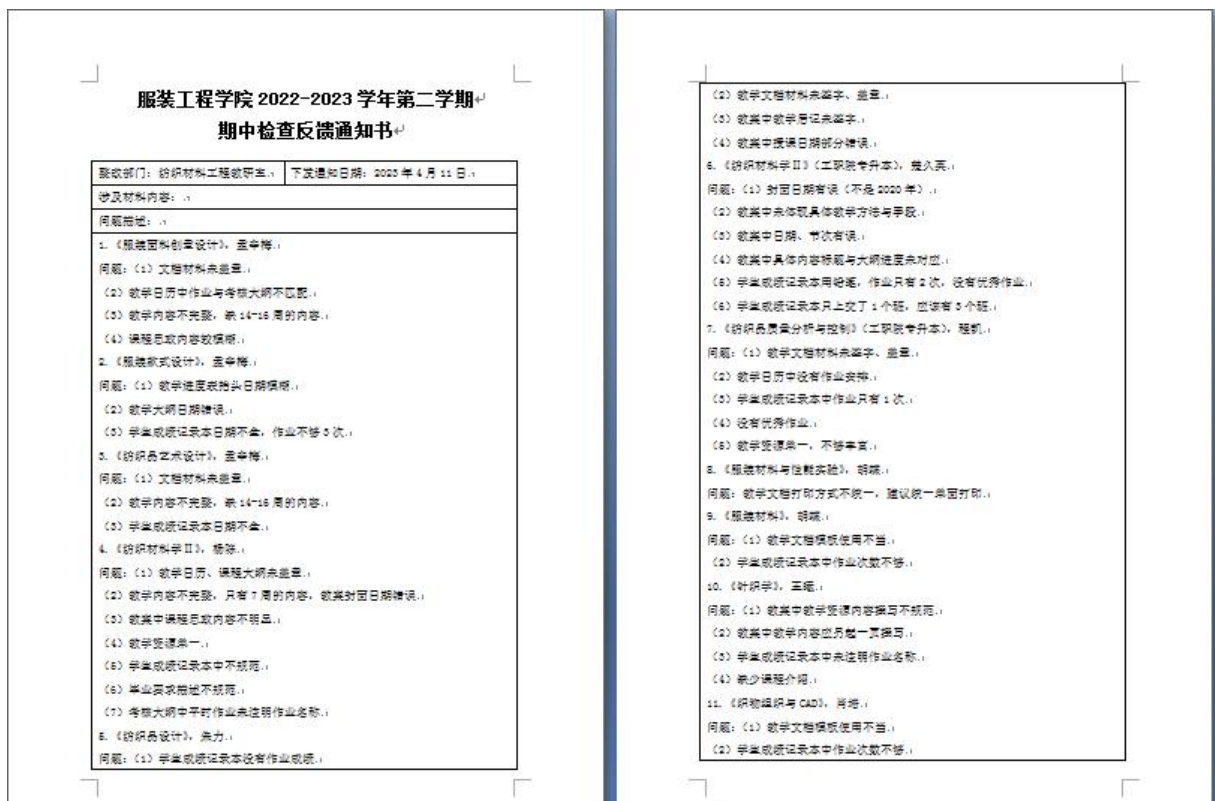 服装工程学院 2022-2023 学年第二学期
期中检查反馈通知书
整改部门：纺织材料工程教研室. 下发通知日期：2023 年 4 月 11 日.
涉及材料内容：.
问题描述：.
1.《服装面料创意设计》，孟辛梅.
问题：（1）文档材料未盖章.
（2）教学日历中作业与考核大纲不匹配.
（3）教学内容不完整，缺 14-16 周的内容.
（4）课程思政内容较模糊.
2.《服装款式设计》，孟辛梅.
问题：（1）教学进度表抬头日期模糊.
（2）教学大纲日期错误.
（3）学生成绩记录本日期不全，作业不够 3 次.
3.《纺织品艺术设计》，孟辛梅.
问题：（1）文档材料未盖章.
（2）教学内容不完整，缺 14-16 周的内容.
（3）学生成绩记录本日期不全.
4.《纺织材料学Ⅱ》，杨陈.
问题：（1）教学日历、课程大纲未盖章.
（2）教学内容不完整，只有 7 周的内容，教案封面日期错误.
（3）教案中课程思政内容不明显.
（4）教学资源单一.
（5）学生成绩记录本中不规范.
（6）毕业要求描述不规范.
（7）考核大纲中平时作业未注明作业名称.
5.《纺织品设计》，朱力.
问题：（1）学生成绩记录本没有作业成绩.
（2）教学文档材料未签字、盖章.
（3）教案中教学后记未签字.
（4）教案中授课日期部分错误.
6.《纺织材料学Ⅱ》（工职院专升本），楚久英.
问题：（1）封面日期有误（不是 2020 年）.
（2）教案中未体现具体教学方法与手段.
（3）教案中日期、节次有误.
（4）教案中具体内容标题与大纲进度未对应.
（5）学生成绩记录本用铅笔，作业只有 2 次，没有优秀作业.
（6）学生成绩记录本只上交了 1 个班，应该有 3 个班.
7.《纺织品质量分析与控制》（工职院专升本），程凯.
问题：（1）教学文档材料未签字、盖章.
（2）教学日历中没有作业安排.
（3）学生成绩记录本中作业只有 1 次.
（4）没有优秀作业.
（5）教学资源单一，不够丰富.
8.《服装材料与性能实验》，胡.
问题：教学文档打印方式不统一，建议统一单面打印.
9.《服装材料》，胡.
问题：（1）教学文档模板使用不当.
（2）学生成绩记录本中作业次数不够.
10.《针织学》，王.
问题：（1）教案中教学资源内容撰写不规范.
（2）教案中教学内容应另起一页撰写.
（3）学生成绩记录本中未注明作业名称.
（4）缺少课程介绍.
11.《织物组织与 CAD》，肖.
问题：（1）教学文档模板使用不当.
（2）学生成绩记录本中作业次数不够.